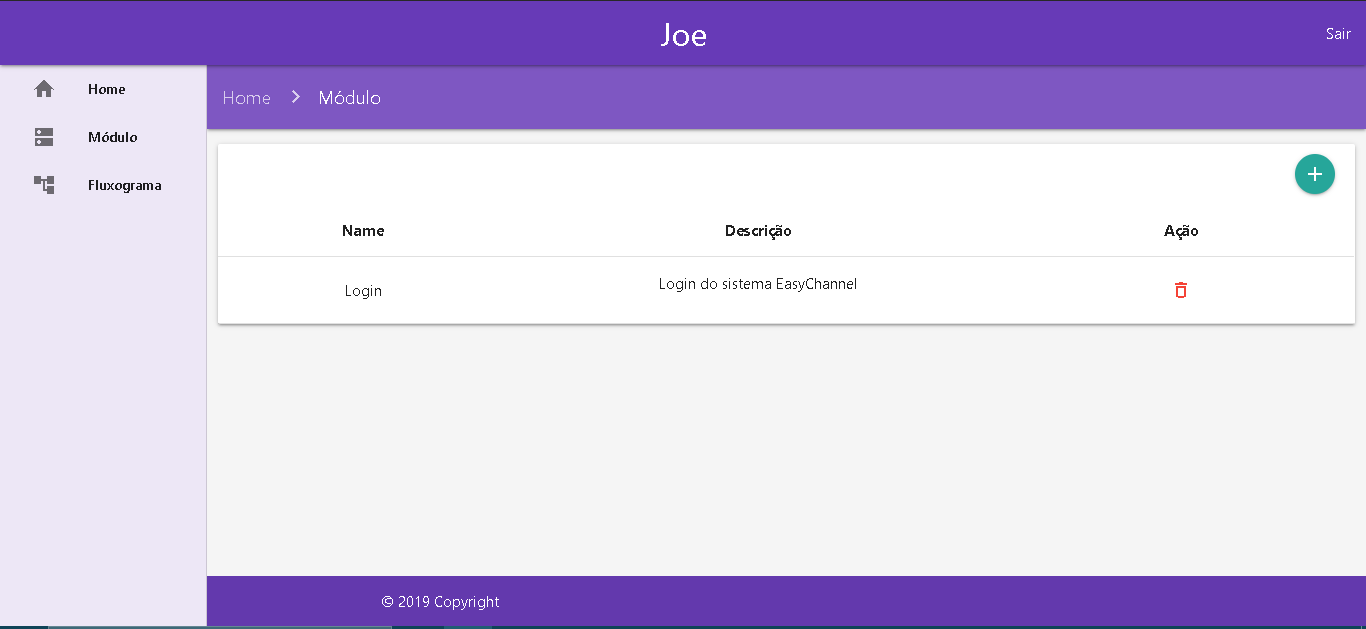 Joe
Sair
Home
Módulo
Fluxograma
Home > Módulo
Name Descrição Ação
Login Login do sistema EasyChannel
© 2019 Copyright